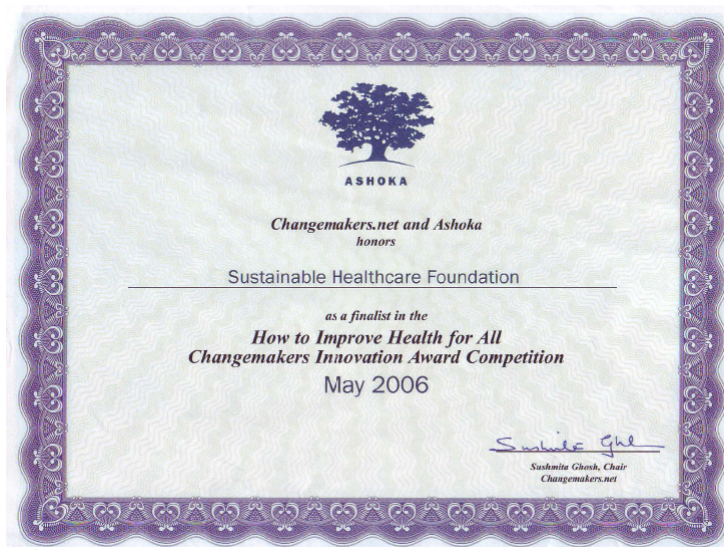 ASHOKA
Changemakers.net and Ashoka
honors
Sustainable Healthcare Foundation
as a finalist in the
How to Improve Health for All
Changemakers Innovation Award Competition
May 2006
Sushmita Ghosh, Chair
Changemakers.net